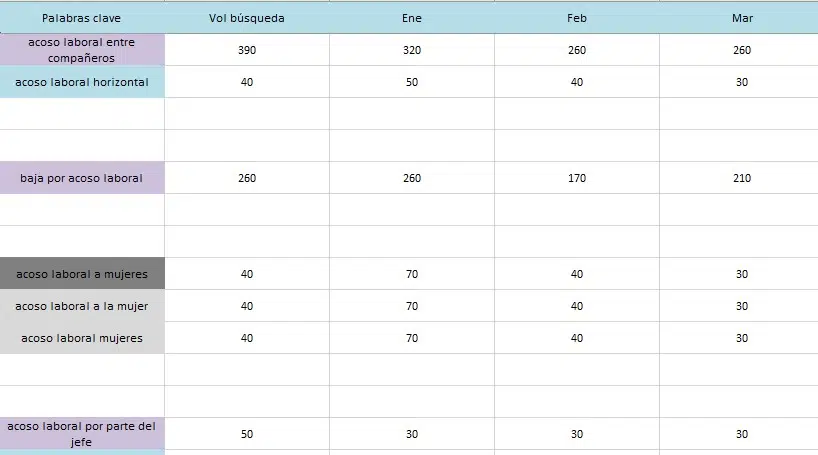 Palabras clave Vol búsqueda Ene Feb Mar
acoso laboral entre
compañeros 390 320 260 260
acoso laboral horizontal 40 50 40 30
baja por acoso laboral 260 260 170 210
acoso laboral a mujeres 40 70 40 30
acoso laboral a la mujer 40 70 40 30
acoso laboral mujeres 40 70 40 30
acoso laboral por parte del
jefe 50 30 30 30